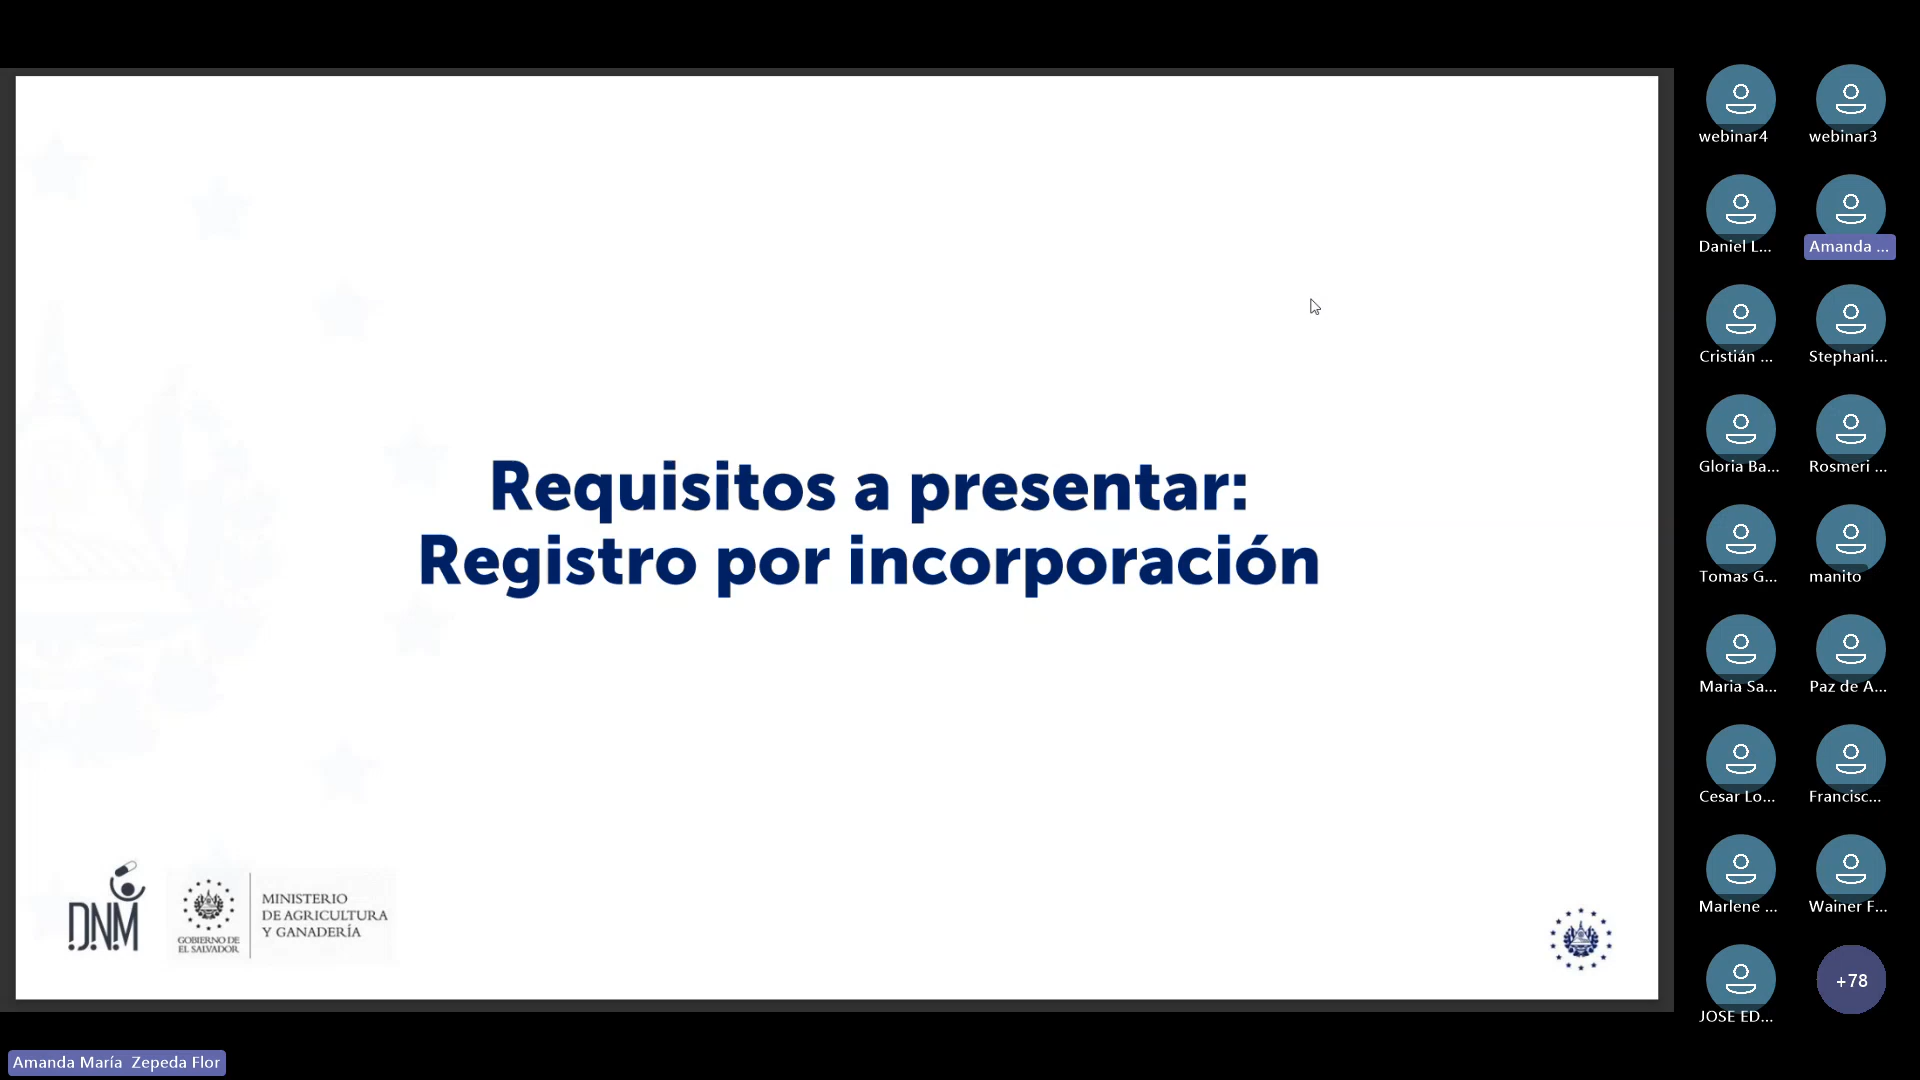 Requisitos a presentar:
Registro por incorporación
DNM
GOBIERNO DE
EL SALVADOR
MINISTERIO
DE AGRICULTURA
Y GANADERÍA
webinar4
webinar3
Daniel L...
Amanda ...
Cristián ...
Stephani...
Gloria Ba...
Rosmeri ...
Tomas G...
manito
Maria Sa...
Paz de A...
Cesar Lo...
Francisc...
Marlene ...
Wainer F...
JOSE ED...
+78
Amanda María Zepeda Flor